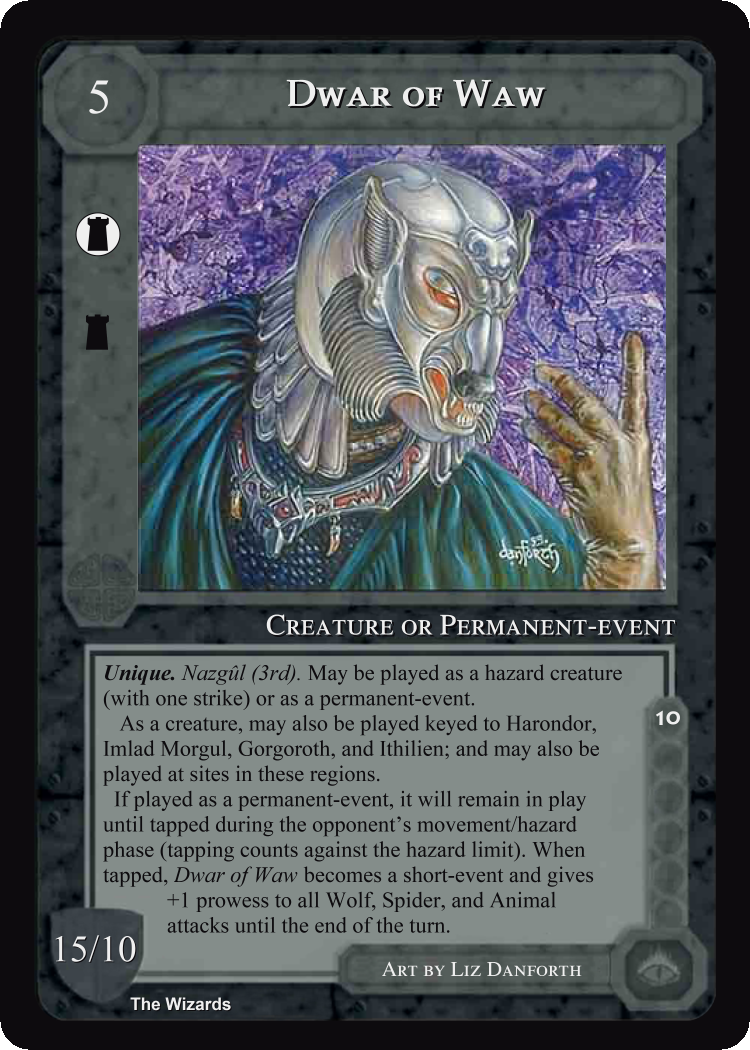 5
Dwar of Waw
danforth
Creature or Permanent-event
Unique. Nazgûl (3rd). May be played as a hazard creature
(with one strike) or as a permanent-event.
As a creature, may also be played keyed to Harondor,
Imlad Morgul, Gorgoroth, and Ithilien; and may also be
played at sites in these regions.
If played as a permanent-event, it will remain in play
until tapped during the opponent's movement/hazard
phase (tapping counts against the hazard limit). When
tapped, Dwar of Waw becomes a short-event and gives
+1 prowess to all Wolf, Spider, and Animal
attacks until the end of the turn.
10
15/10
Art by Liz Danforth
The Wizards